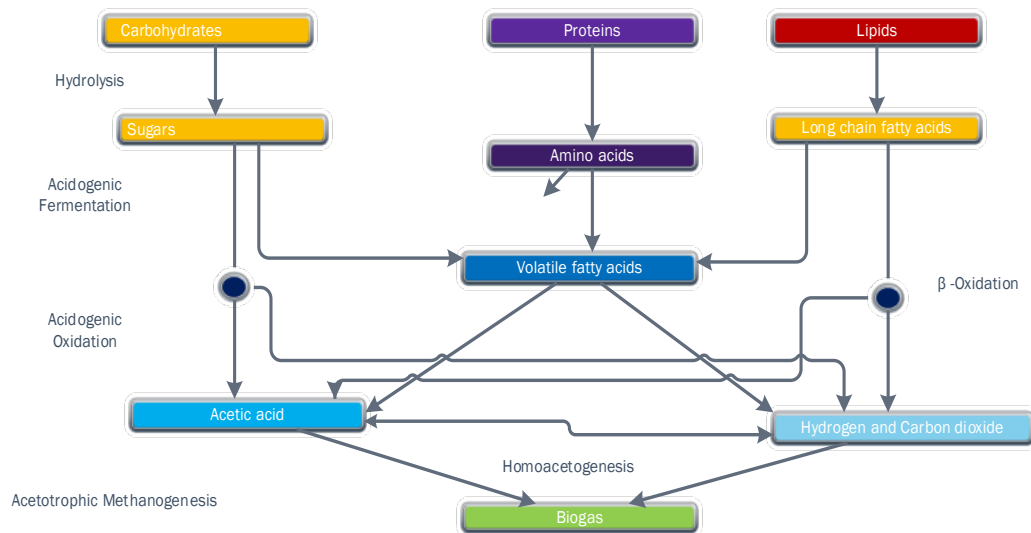 Carbohydrates
Proteins
Lipids
Hydrolysis
Sugars
Long chain fatty acids
Amino acids
Acidogenic
Fermentation
Volatile fatty acids
β -Oxidation
Acidogenic
Oxidation
Acetic acid
Hydrogen and Carbon dioxide
Homoacetogenesis
Acetotrophic Methanogenesis
Biogas